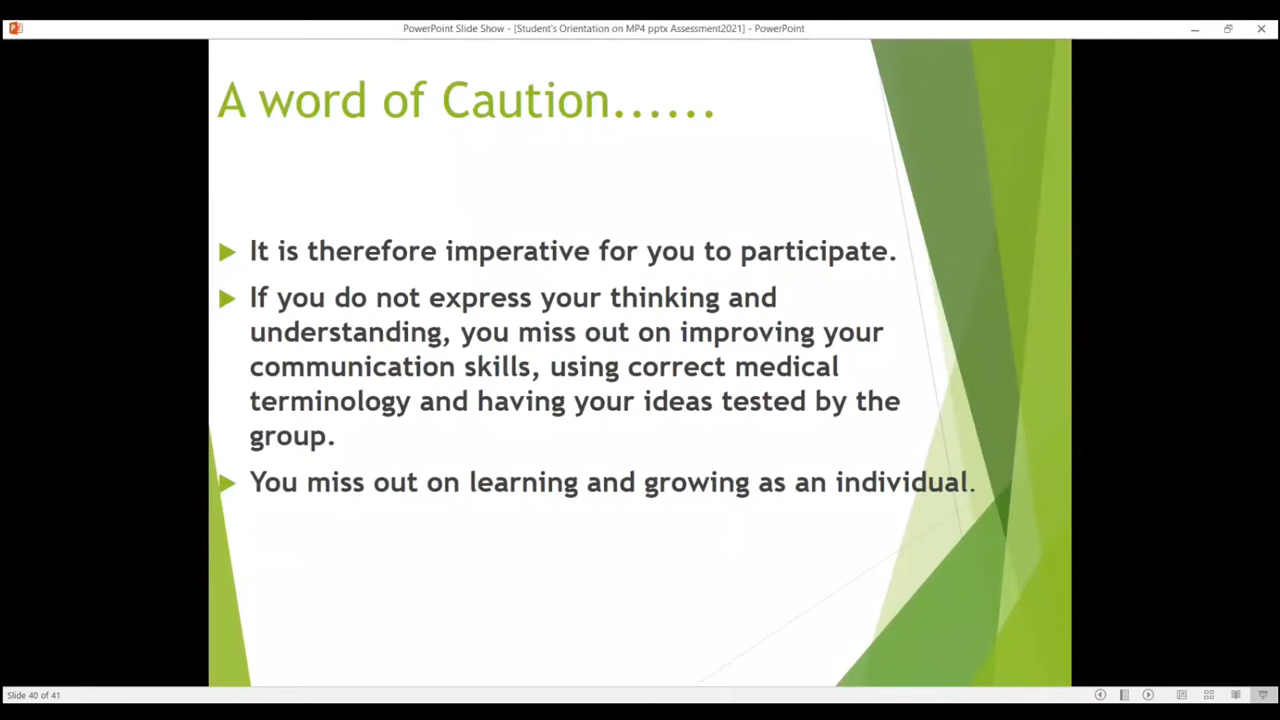 PowerPoint Slide Show - [Student's Orientation on MP4 pptx Assessment2021] - PowerPoint
A word of Caution......
It is therefore imperative for you to participate.
If you do not express your thinking and
understanding, you miss out on improving your
communication skills, using correct medical
terminology and having your ideas tested by the
group.
You miss out on learning and growing as an individual.
Slide 40 of 41